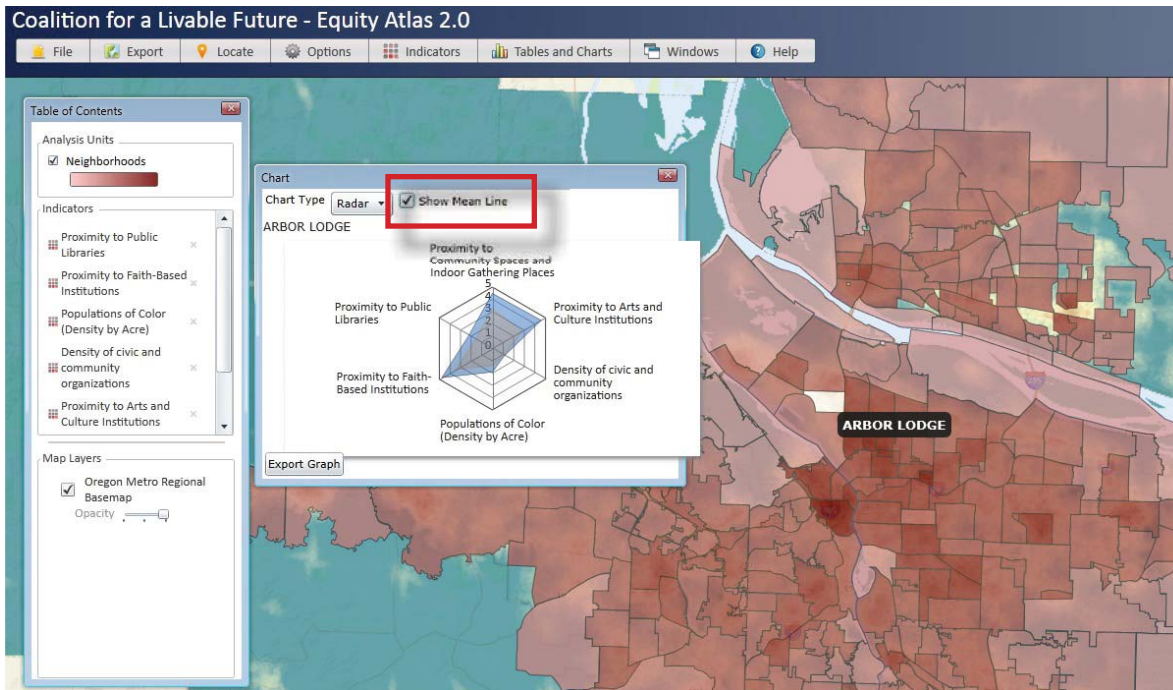 Coalition for a Livable Future - Equity Atlas 2.0
File Export Locate Options Indicators Tables and Charts Windows Help
Table of Contents
Analysis Units
Neighborhoods
Indicators
Proximity to Public
Libraries
Proximity to Faith-Based
Institutions
Populations of Color
(Density by Acre)
Density of civic and
community
organizations
Proximity to Arts and
Culture Institutions
Map Layers
Oregon Metro Regional
Basemap
Opacity
Chart
Chart Type Radar Show Mean Line
ARBOR LODGE
Proximity to
Community Spaces and
Indoor Gathering Places
5
4
3
2
1
0
Proximity to Public
Libraries
Proximity to Arts and
Culture Institutions
Proximity to Faith-
Based Institutions
Density of civic and
community
organizations
Populations of Color
(Density by Acre)
Export Graph
ARBOR LODGE